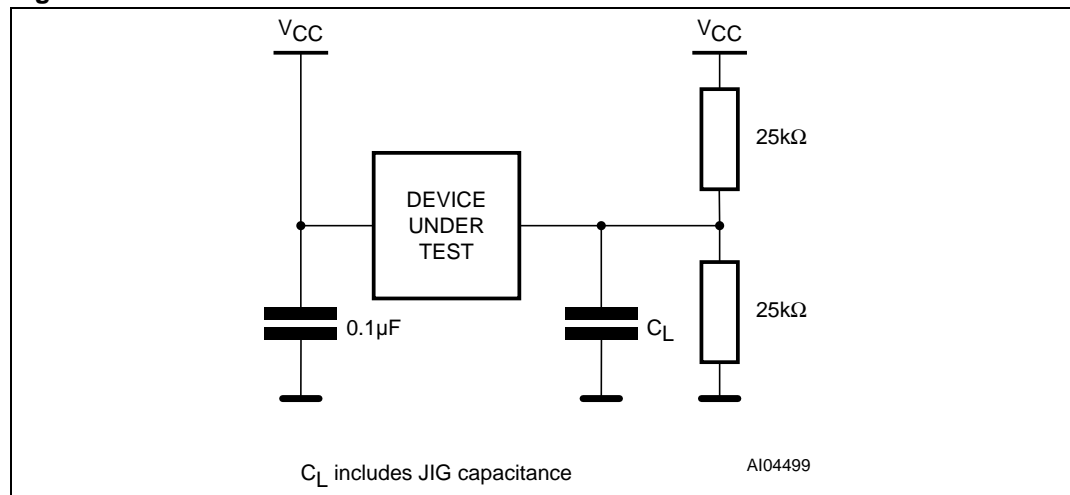 VCC
VCC
25kΩ
DEVICE
UNDER
TEST
25kΩ
0.1µF
CL
CL includes JIG capacitance
AI04499